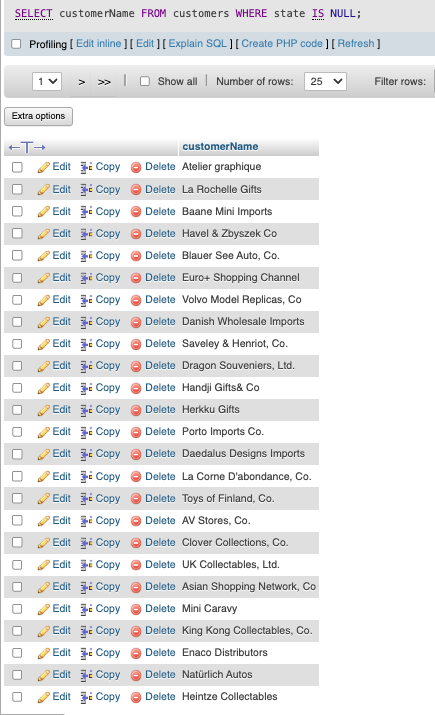 SELECT customerName FROM customers WHERE state IS NULL;
Profiling [ Edit inline ] [ Edit ] [ Explain SQL ] [ Create PHP code ] [ Refresh ]
1 > >> | Show all | Number of rows: 25 Filter rows:
Extra options
←T→ customerName
Edit Copy Delete Atelier graphique
Edit Copy Delete La Rochelle Gifts
Edit Copy Delete Baane Mini Imports
Edit Copy Delete Havel & Zbyszek Co
Edit Copy Delete Blauer See Auto, Co.
Edit Copy Delete Euro+ Shopping Channel
Edit Copy Delete Volvo Model Replicas, Co
Edit Copy Delete Danish Wholesale Imports
Edit Copy Delete Saveley & Henriot, Co.
Edit Copy Delete Dragon Souveniers, Ltd.
Edit Copy Delete Handji Gifts& Co
Edit Copy Delete Herkku Gifts
Edit Copy Delete Porto Imports Co.
Edit Copy Delete Daedalus Designs Imports
Edit Copy Delete La Corne D'abondance, Co.
Edit Copy Delete Toys of Finland, Co.
Edit Copy Delete AV Stores, Co.
Edit Copy Delete Clover Collections, Co.
Edit Copy Delete UK Collectables, Ltd.
Edit Copy Delete Asian Shopping Network, Co
Edit Copy Delete Mini Caravy
Edit Copy Delete King Kong Collectables, Co.
Edit Copy Delete Enaco Distributors
Edit Copy Delete Natürlich Autos
Edit Copy Delete Heintze Collectables